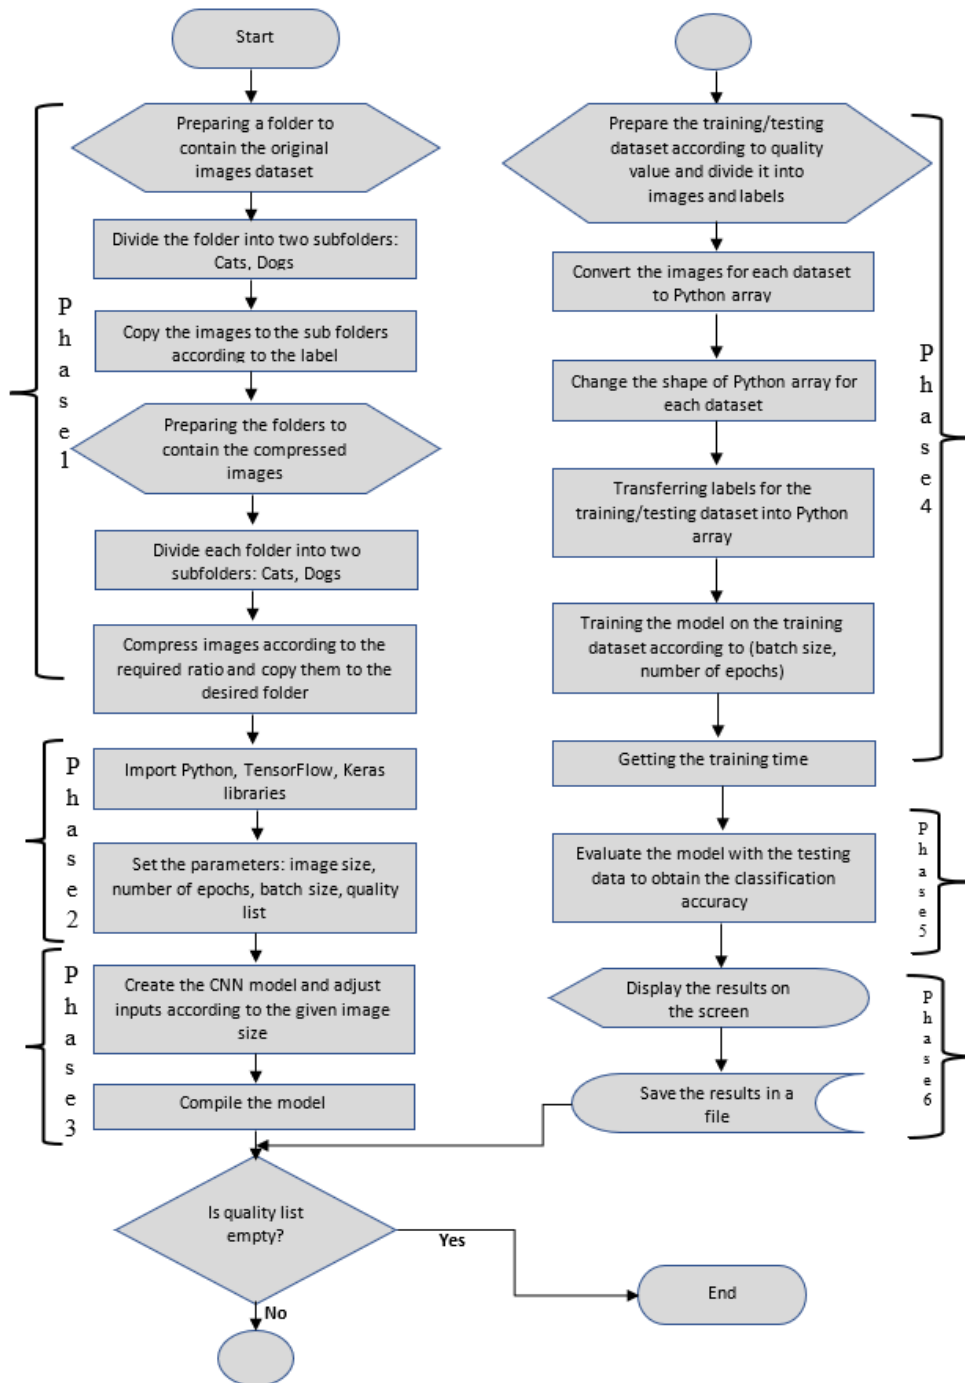 Start
Preparing a folder to
contain the original
images dataset
Divide the folder into two subfolders:
Cats, Dogs
Copy the images to the sub folders
according to the label
Preparing the folders to
contain the compressed
images
Divide each folder into two
subfolders: Cats, Dogs
Compress images according to the
required ratio and copy them to the
desired folder
Phase1
Import Python, TensorFlow, Keras
libraries
Set the parameters: image size,
number of epochs, batch size, quality
list
Phase2
Create the CNN model and adjust
inputs according to the given image
size
Compile the model
Phase3
Is quality list
empty?
Yes
No
End
Prepare the training/testing
dataset according to quality
value and divide it into
images and labels
Convert the images for each dataset
to Python array
Change the shape of Python array for
each dataset
Transferring labels for the
training/testing dataset into Python
array
Training the model on the training
dataset according to (batch size,
number of epochs)
Getting the training time
Phase4
Evaluate the model with the testing
data to obtain the classification
accuracy
Phase5
Display the results on
the screen
Save the results in a
file
Phase6